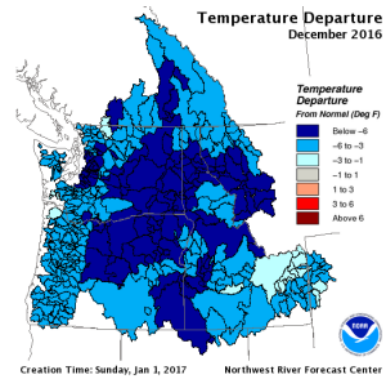 Temperature Departure
December 2016
Temperature
Departure
From Normal (Deg F)
Below -6
-6 to -3
-3 to -1
-1 to 1
1 to 3
3 to 6
Above 6
NOAA
Creation Time: Sunday, Jan 1, 2017
Northwest River Forecast Center